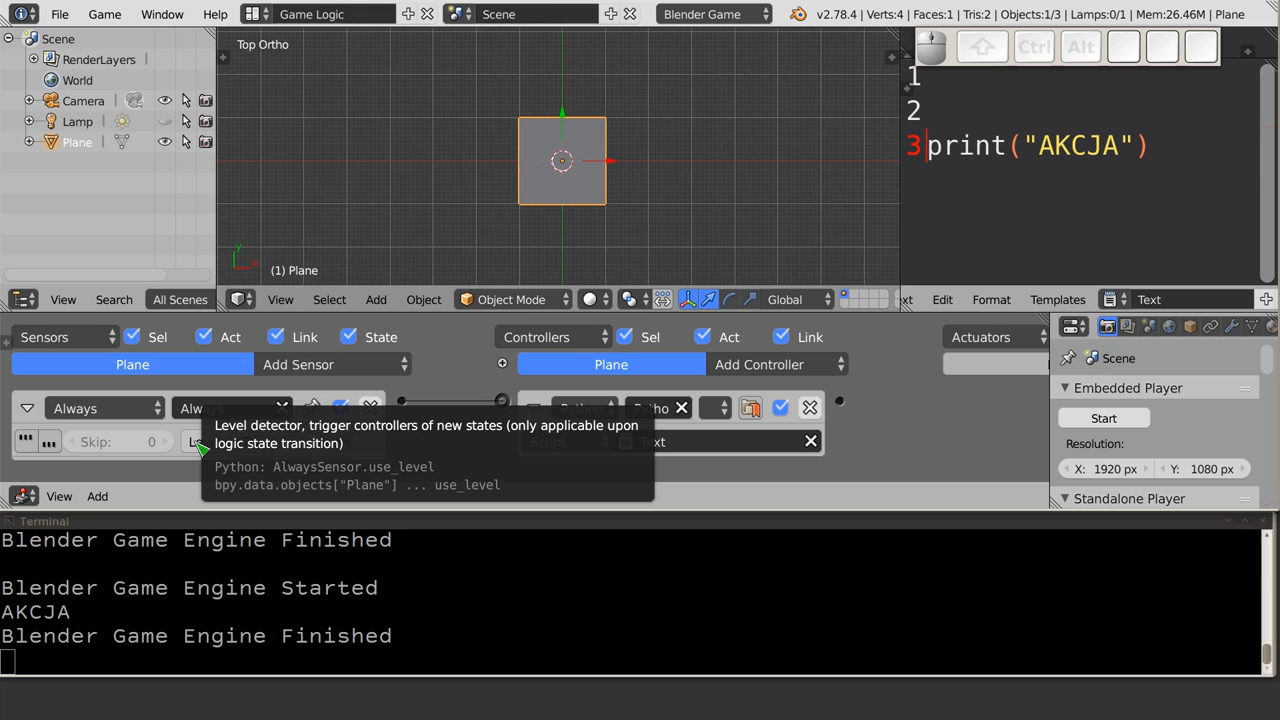 File Game Window Help Game Logic Scene Blender Game v2.78.4 | Verts:4 | Faces:1 | Tris:2 | Objects:1/3 | Lamps:0/1 | Mem:26.46M | Plane
Scene
RenderLayers
World
Camera
Lamp
Plane
View Search All Scenes
Top Ortho
(1) Plane
View Select Add Object Object Mode Global
Ctrl Alt
1
2
3 print("AKCJA")
xt Edit Format Templates Text
Sensors Sel Act Link State Controllers Sel Act Link Actuators
Plane Add Sensor Plane Add Controller
Always Python Pytho
Skip: 0 Script Text
Level detector, trigger controllers of new states (only applicable upon
logic state transition)
Python: AlwaysSensor.use_level
bpy.data.objects["Plane"] ... use_level
View Add
Scene
Embedded Player
Start
Resolution:
X: 1920 px Y: 1080 px
Standalone Player
Terminal
Blender Game Engine Finished
Blender Game Engine Started
AKCJA
Blender Game Engine Finished